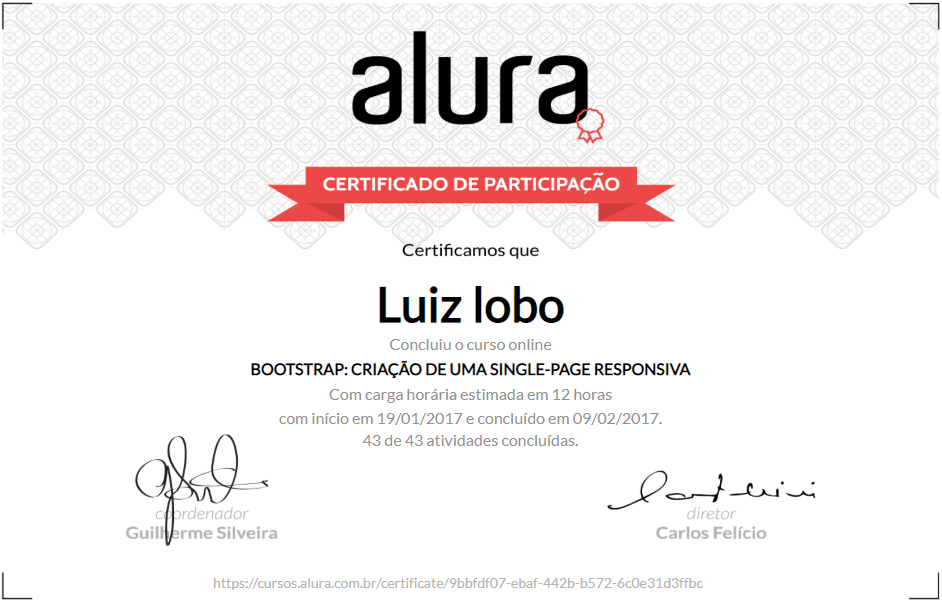 alura
CERTIFICADO DE PARTICIPAÇÃO
Certificamos que
Luiz lobo
Concluiu o curso online
BOOTSTRAP: CRIAÇÃO DE UMA SINGLE-PAGE RESPONSIVA
Com carga horária estimada em 12 horas
com início em 19/01/2017 e concluído em 09/02/2017.
43 de 43 atividades concluídas.
coordenador
Guilherme Silveira
diretor
Carlos Felício
https://cursos.alura.com.br/certificate/9bbfdf07-ebaf-442b-b572-6c0e31d3ffbc